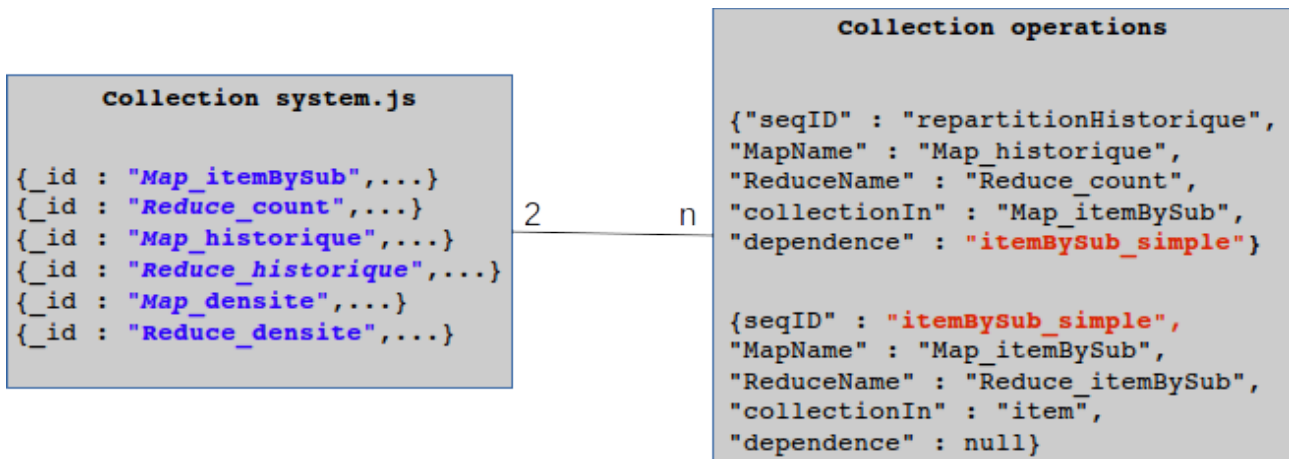 Collection system.js
{_id : "Map_itemBySub",...}
{_id : "Reduce_count",...}
{_id : "Map_historique",...}
{_id : "Reduce_historique",...}
{_id : "Map_densite",...}
{_id : "Reduce_densite",...}
2 n
Collection operations
{"seqID" : "repartitionHistorique",
"MapName" : "Map_historique",
"ReduceName" : "Reduce_count",
"collectionIn" : "Map_itemBySub",
"dependence" : "itemBySub_simple"}
{seqID" : "itemBySub_simple",
"MapName" : "Map_itemBySub",
"ReduceName" : "Reduce_itemBySub",
"collectionIn" : "item",
"dependence" : null}